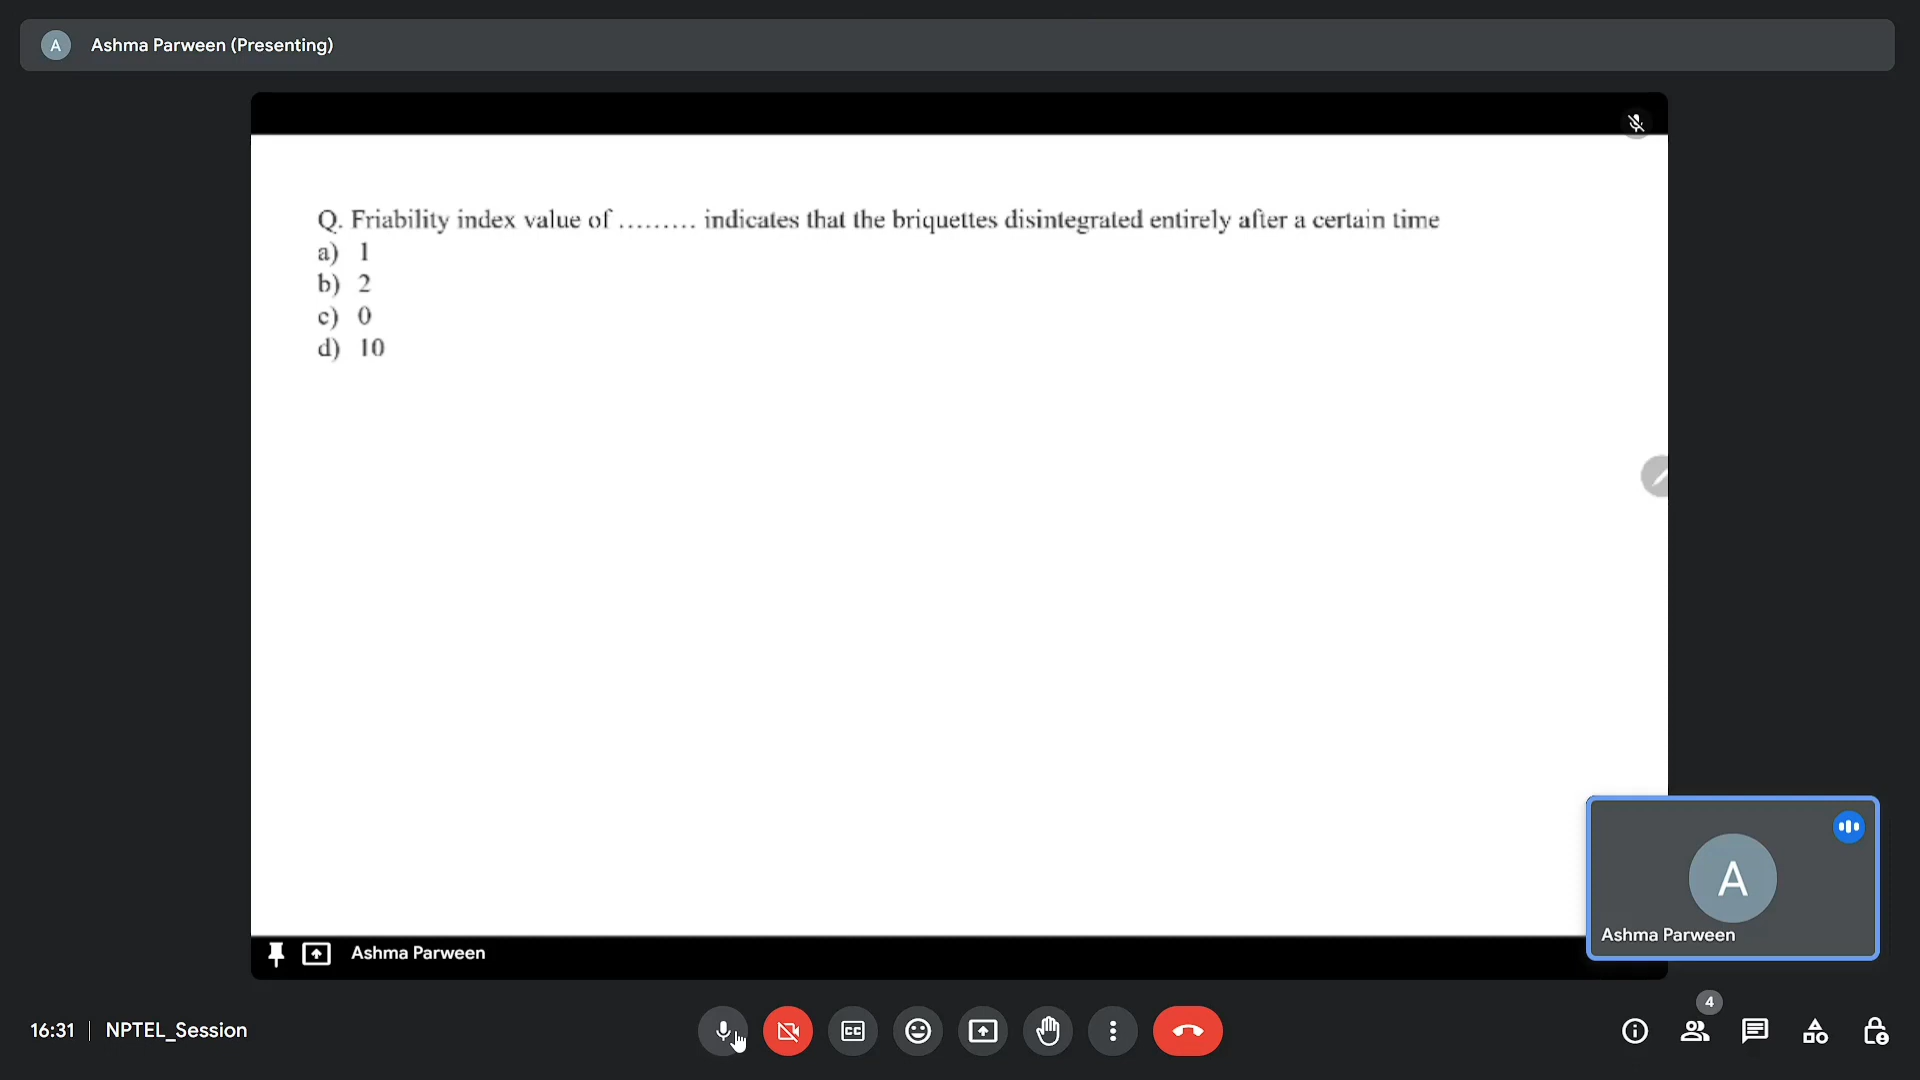 A Ashma Parween (Presenting)
Q. Friability index value of ......... indicates that the briquettes disintegrated entirely after a certain time
a) 1
b) 2
c) 0
d) 10
A
Ashma Parween
Ashma Parween
4
16:31 | NPTEL_Session
CC